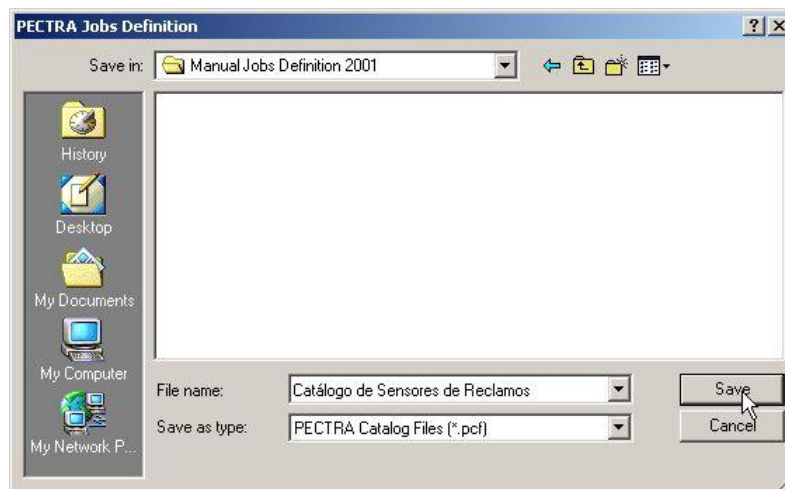 PECTRA Jobs Definition
Save in:
Manual Jobs Definition 2001
History
Desktop
My Documents
My Computer
My Network P...
File name:
Catálogo de Sensores de Reclamos
Save
Save as type:
PECTRA Catalog Files (*.pcf)
Cancel